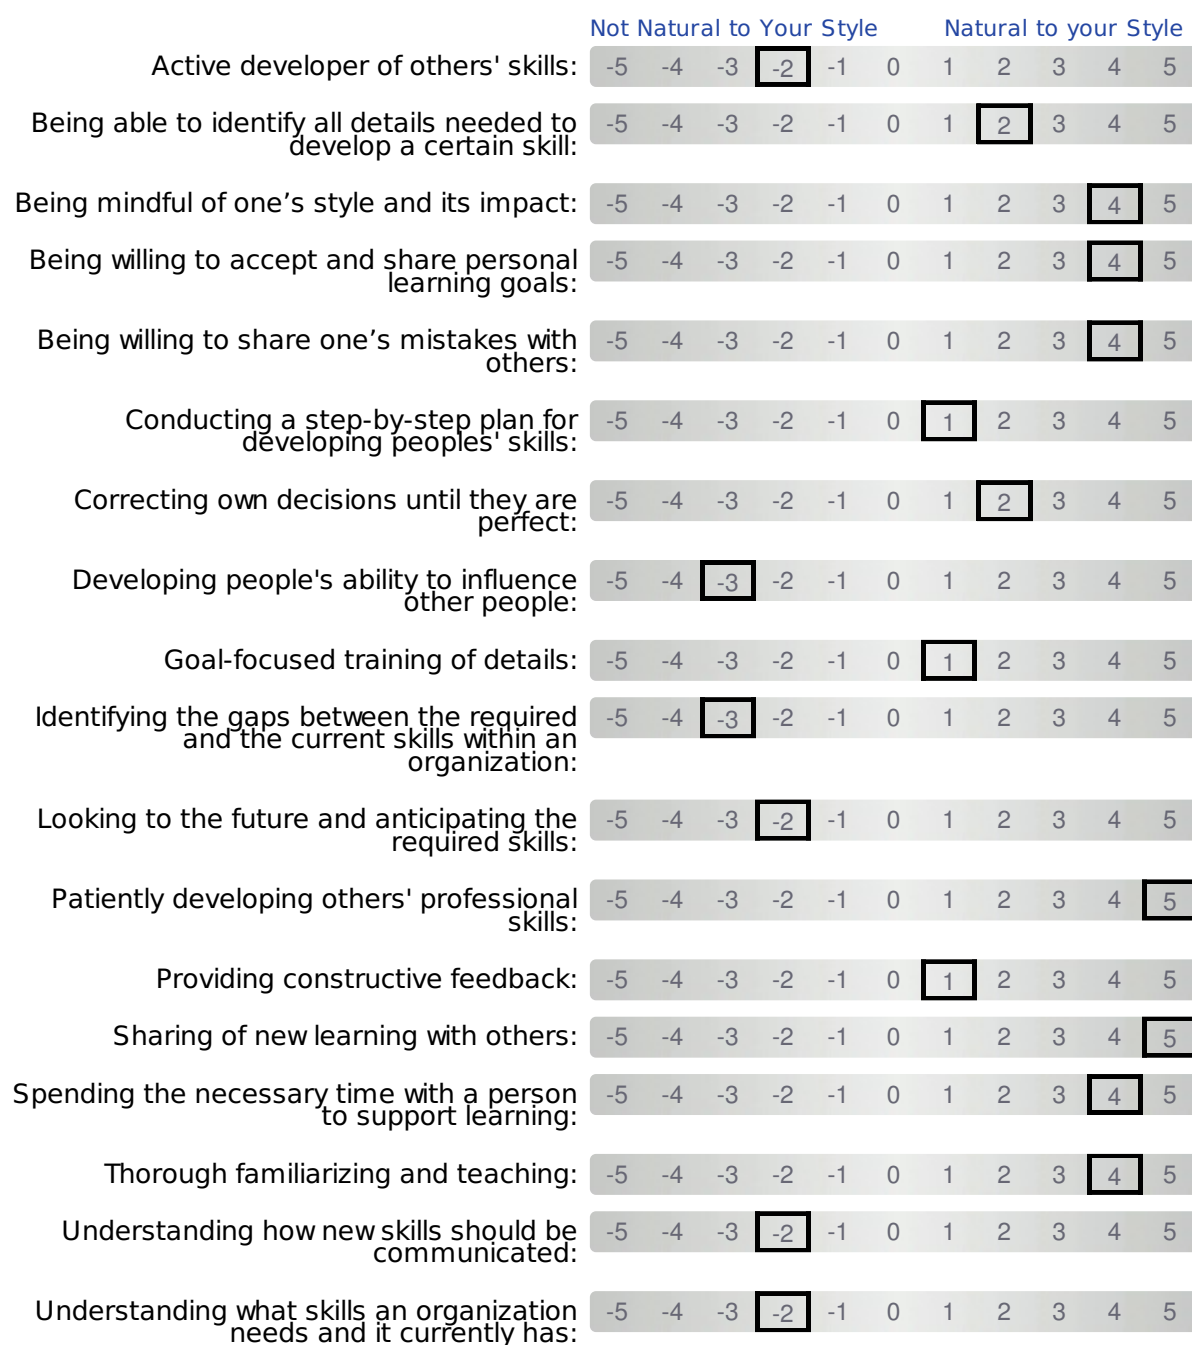 Not Natural to Your Style Natural to your Style
Active developer of others' skills: -5 -4 -3 -2 -1 0 1 2 3 4 5
Being able to identify all details needed to
develop a certain skill: -5 -4 -3 -2 -1 0 1 2 3 4 5
Being mindful of one’s style and its impact: -5 -4 -3 -2 -1 0 1 2 3 4 5
Being willing to accept and share personal
learning goals: -5 -4 -3 -2 -1 0 1 2 3 4 5
Being willing to share one’s mistakes with
others: -5 -4 -3 -2 -1 0 1 2 3 4 5
Conducting a step-by-step plan for
developing peoples' skills: -5 -4 -3 -2 -1 0 1 2 3 4 5
Correcting own decisions until they are
perfect: -5 -4 -3 -2 -1 0 1 2 3 4 5
Developing people's ability to influence
other people: -5 -4 -3 -2 -1 0 1 2 3 4 5
Goal-focused training of details: -5 -4 -3 -2 -1 0 1 2 3 4 5
Identifying the gaps between the required
and the current skills within an
organization: -5 -4 -3 -2 -1 0 1 2 3 4 5
Looking to the future and anticipating the
required skills: -5 -4 -3 -2 -1 0 1 2 3 4 5
Patiently developing others' professional
skills: -5 -4 -3 -2 -1 0 1 2 3 4 5
Providing constructive feedback: -5 -4 -3 -2 -1 0 1 2 3 4 5
Sharing of new learning with others: -5 -4 -3 -2 -1 0 1 2 3 4 5
Spending the necessary time with a person
to support learning: -5 -4 -3 -2 -1 0 1 2 3 4 5
Thorough familiarizing and teaching: -5 -4 -3 -2 -1 0 1 2 3 4 5
Understanding how new skills should be
communicated: -5 -4 -3 -2 -1 0 1 2 3 4 5
Understanding what skills an organization
needs and it currently has: -5 -4 -3 -2 -1 0 1 2 3 4 5